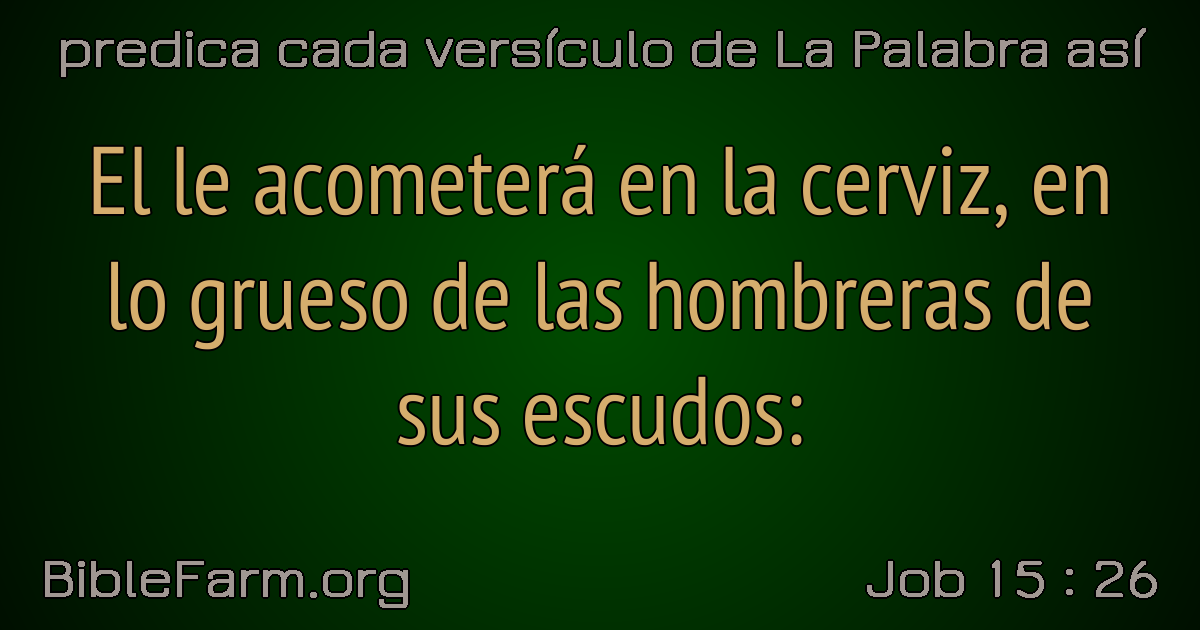 predica cada versículo de La Palabra así
El le acometerá en la cerviz, en
lo grueso de las hombreras de
sus escudos:
BibleFarm.org
Job 15 : 26